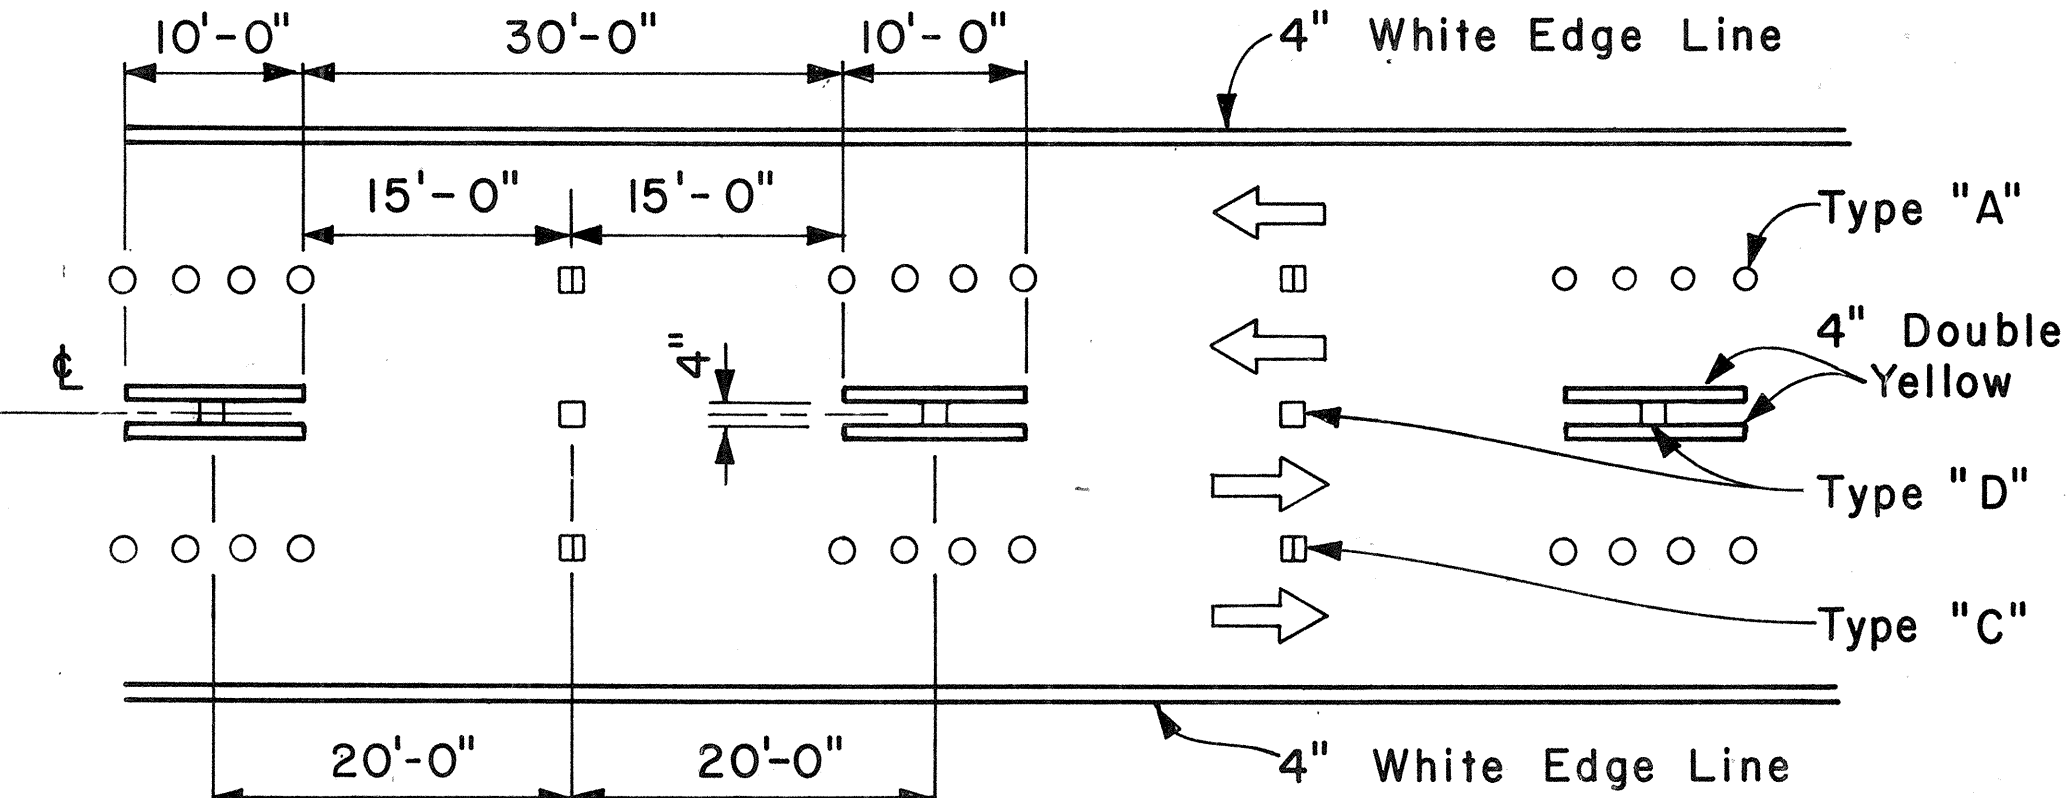 10'-0" 30'-0" 10'-0" 4" White Edge Line
15'-0" 15'-0" Type "A"
4" Double
Yellow
℄ 4"
Type "D"
Type "C"
20'-0" 20'-0" 4" White Edge Line